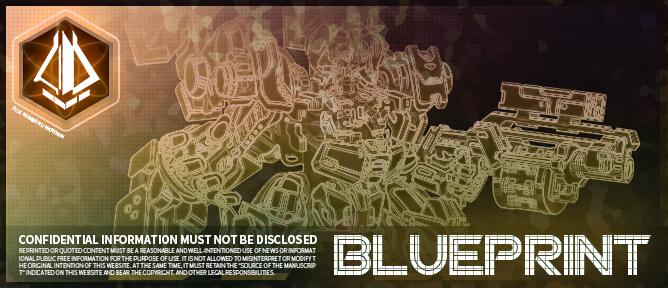 FILE NUMBER:UNKNOWN
CONFIDENTIAL INFORMATION MUST NOT BE DISCLOSED
REPRINTED OR QUOTED CONTENT MUST BE A REASONABLE AND WELL-INTENTIONED USE OF NEWS OR INFORMAT
IONAL PUBLIC FREE INFORMATION FOR THE PURPOSE OF USE. IT IS NOT ALLOWED TO MISINTERPRET OR MODIFY T
HE ORIGINAL INTENTION OF THIS WEBSITE. AT THE SAME TIME, IT MUST RETAIN THE "SOURCE OF THE MANUSCRIP
T" INDICATED ON THIS WEBSITE AND BEAR THE COPYRIGHT. AND OTHER LEGAL RESPONSIBILITIES.
BLUEPRINT